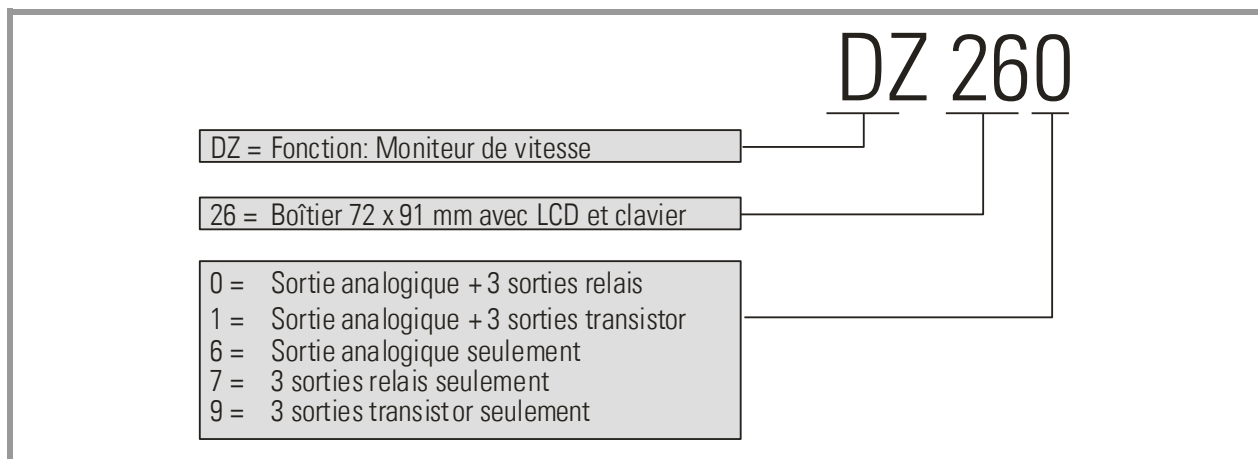 DZ 260
DZ = Fonction: Moniteur de vitesse
26 = Boîtier 72 x 91 mm avec LCD et clavier
0 = Sortie analogique + 3 sorties relais
1 = Sortie analogique + 3 sorties transistor
6 = Sortie analogique seulement
7 = 3 sorties relais seulement
9 = 3 sorties transistor seulement